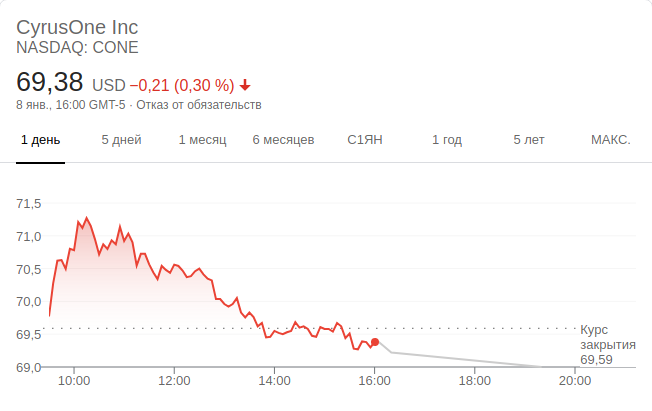 CyrusOne Inc
NASDAQ: CONE
69,38 USD −0,21 (0,30 %)
8 янв., 16:00 GMT-5 · Отказ от обязательств
1 день 5 дней 1 месяц 6 месяцев С1ЯН 1 год 5 лет МАКС.
71,5
71,0
70,5
70,0
69,5
69,0
Курс
закрытия
69,59
10:00 12:00 14:00 16:00 18:00 20:00